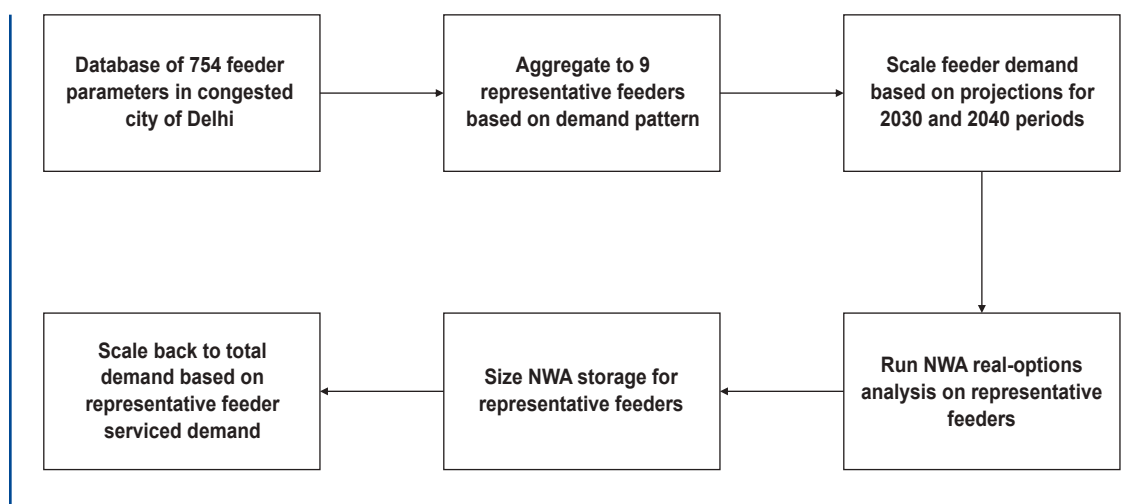 Database of 754 feeder
parameters in congested
city of Delhi
Aggregate to 9
representative feeders
based on demand pattern
Scale feeder demand
based on projections for
2030 and 2040 periods
Run NWA real-options
analysis on representative
feeders
Size NWA storage for
representative feeders
Scale back to total
demand based on
representative feeder
serviced demand